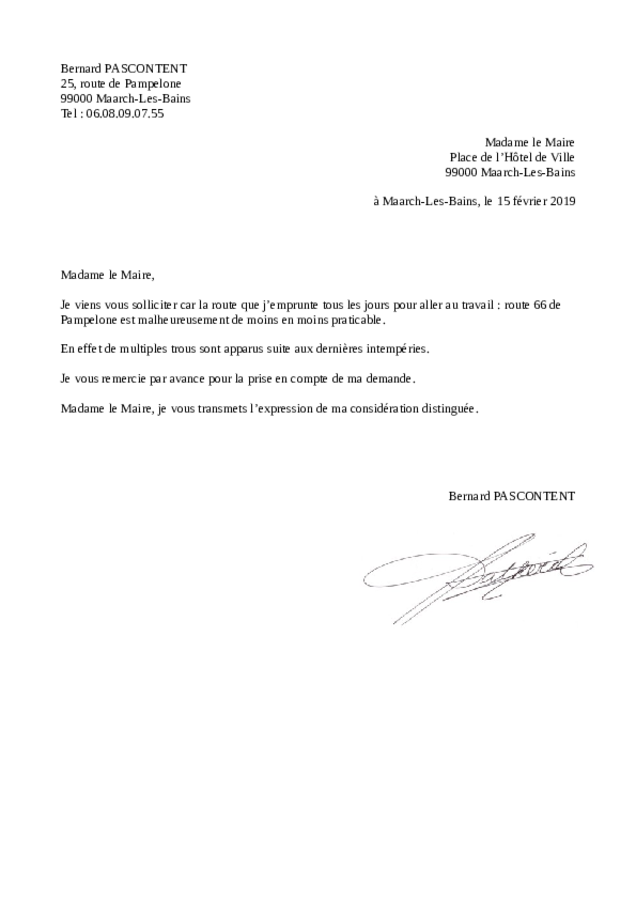 Bernard PASCONTENT
25, route de Pampelone
99000 Maarch-Les-Bains
Tel : 06.08.09.07.55
Madame le Maire
Place de l'Hôtel de Ville
99000 Maarch-Les-Bains
à Maarch-Les-Bains, le 15 février 2019
Madame le Maire,
Je viens vous solliciter car la route que j'emprunte tous les jours pour aller au travail : route 66 de
Pampelone est malheureusement de moins en moins praticable.
En effet de multiples trous sont apparus suite aux dernières intempéries.
Je vous remercie par avance pour la prise en compte de ma demande.
Madame le Maire, je vous transmets l'expression de ma considération distinguée.
Bernard PASCONTENT